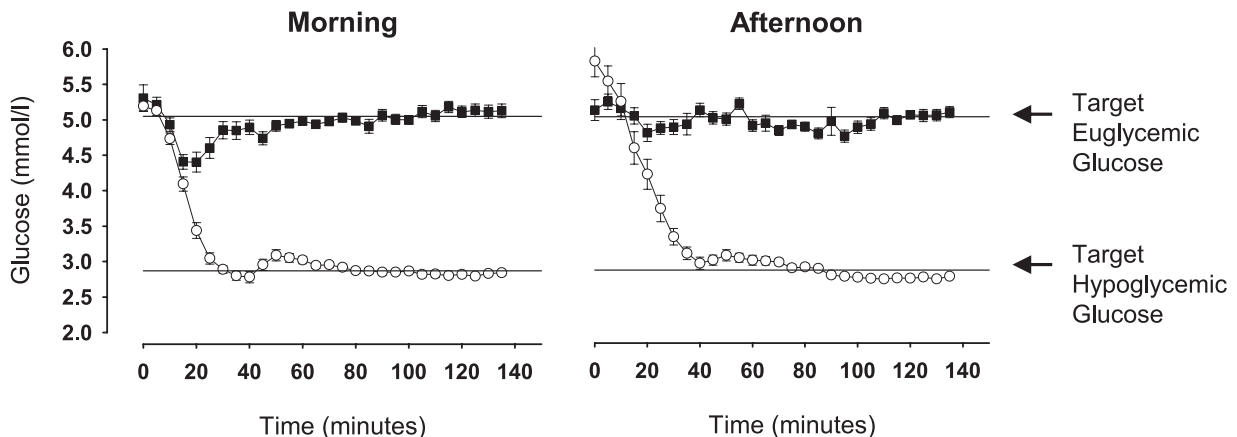 Morning
Afternoon
Glucose (mmol/l)
6.0
5.5
5.0
4.5
4.0
3.5
3.0
2.5
2.0
0 20 40 60 80 100 120 140
0 20 40 60 80 100 120 140
Time (minutes)
Time (minutes)
Target
Euglycemic
Glucose
Target
Hypoglycemic
Glucose